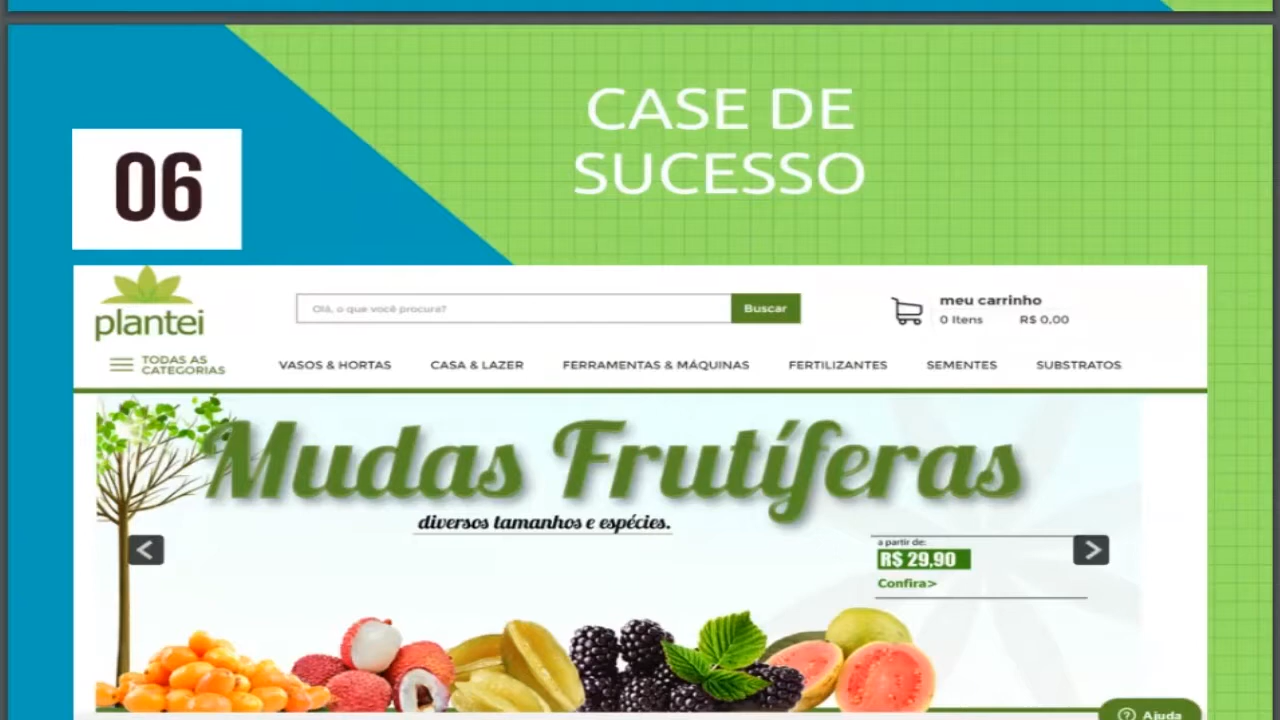 CASE DE
SUCESSO
06
plantei
Olá, o que você procura?
Buscar
meu carrinho
0 Itens R$ 0,00
TODAS AS
CATEGORIAS
VASOS & HORTAS CASA & LAZER FERRAMENTAS & MÁQUINAS FERTILIZANTES SEMENTES SUBSTRATOS
Mudas Frutíferas
diversos tamanhos e espécies.
a partir de:
R$ 29,90
Confira>
Ajuda